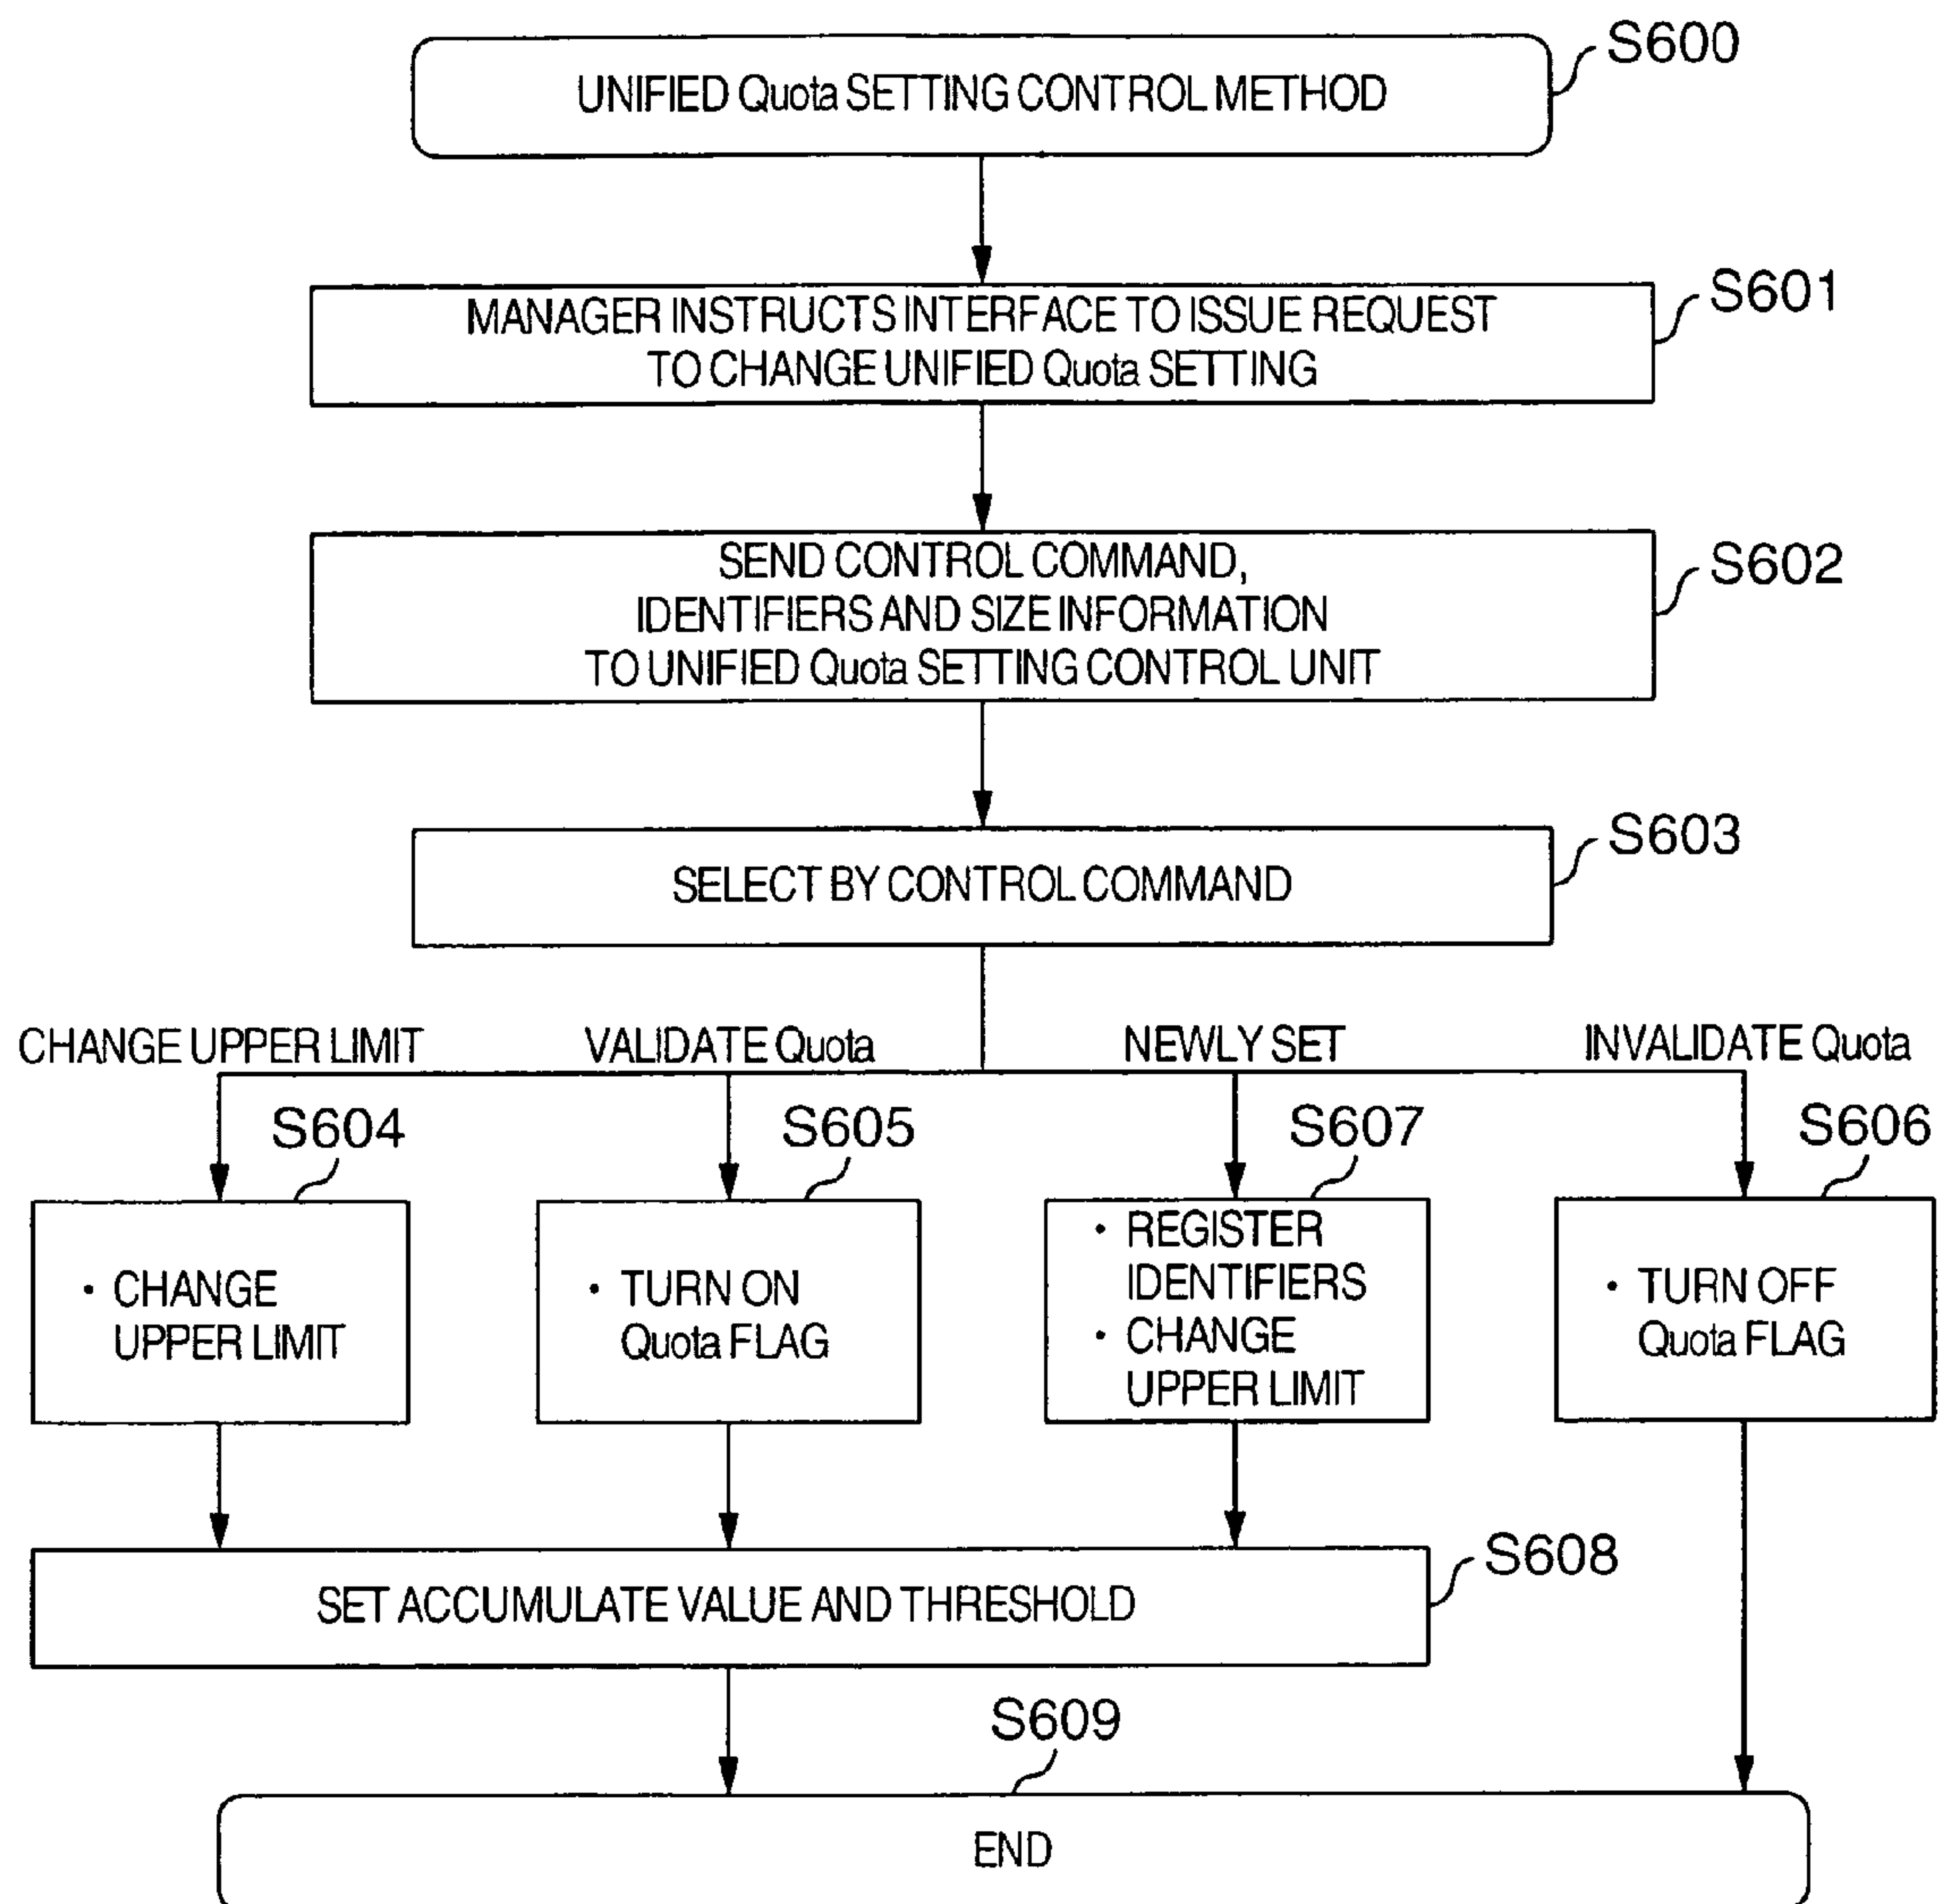 S600
UNIFIED Quota SETTING CONTROL METHOD
S601
MANAGER INSTRUCTS INTERFACE TO ISSUE REQUEST
TO CHANGE UNIFIED Quota SETTING
S602
SEND CONTROL COMMAND,
IDENTIFIERS AND SIZE INFORMATION
TO UNIFIED Quota SETTING CONTROL UNIT
S603
SELECT BY CONTROL COMMAND
CHANGE UPPER LIMIT
VALIDATE Quota
NEWLY SET
INVALIDATE Quota
S604
• CHANGE
UPPER LIMIT
S605
• TURN ON
Quota FLAG
S607
• REGISTER
IDENTIFIERS
• CHANGE
UPPER LIMIT
S606
• TURN OFF
Quota FLAG
S608
SET ACCUMULATE VALUE AND THRESHOLD
S609
END